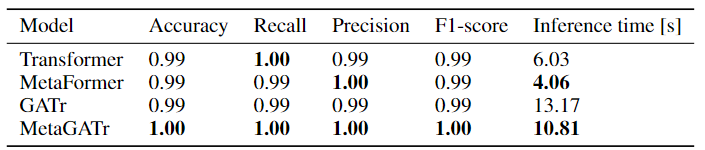 Model Accuracy Recall Precision F1-score Inference time [s]
Transformer 0.99 1.00 0.99 0.99 6.03
MetaFormer 0.99 0.99 1.00 0.99 4.06
GATr 0.99 0.99 0.99 0.99 13.17
MetaGATr 1.00 1.00 1.00 1.00 10.81